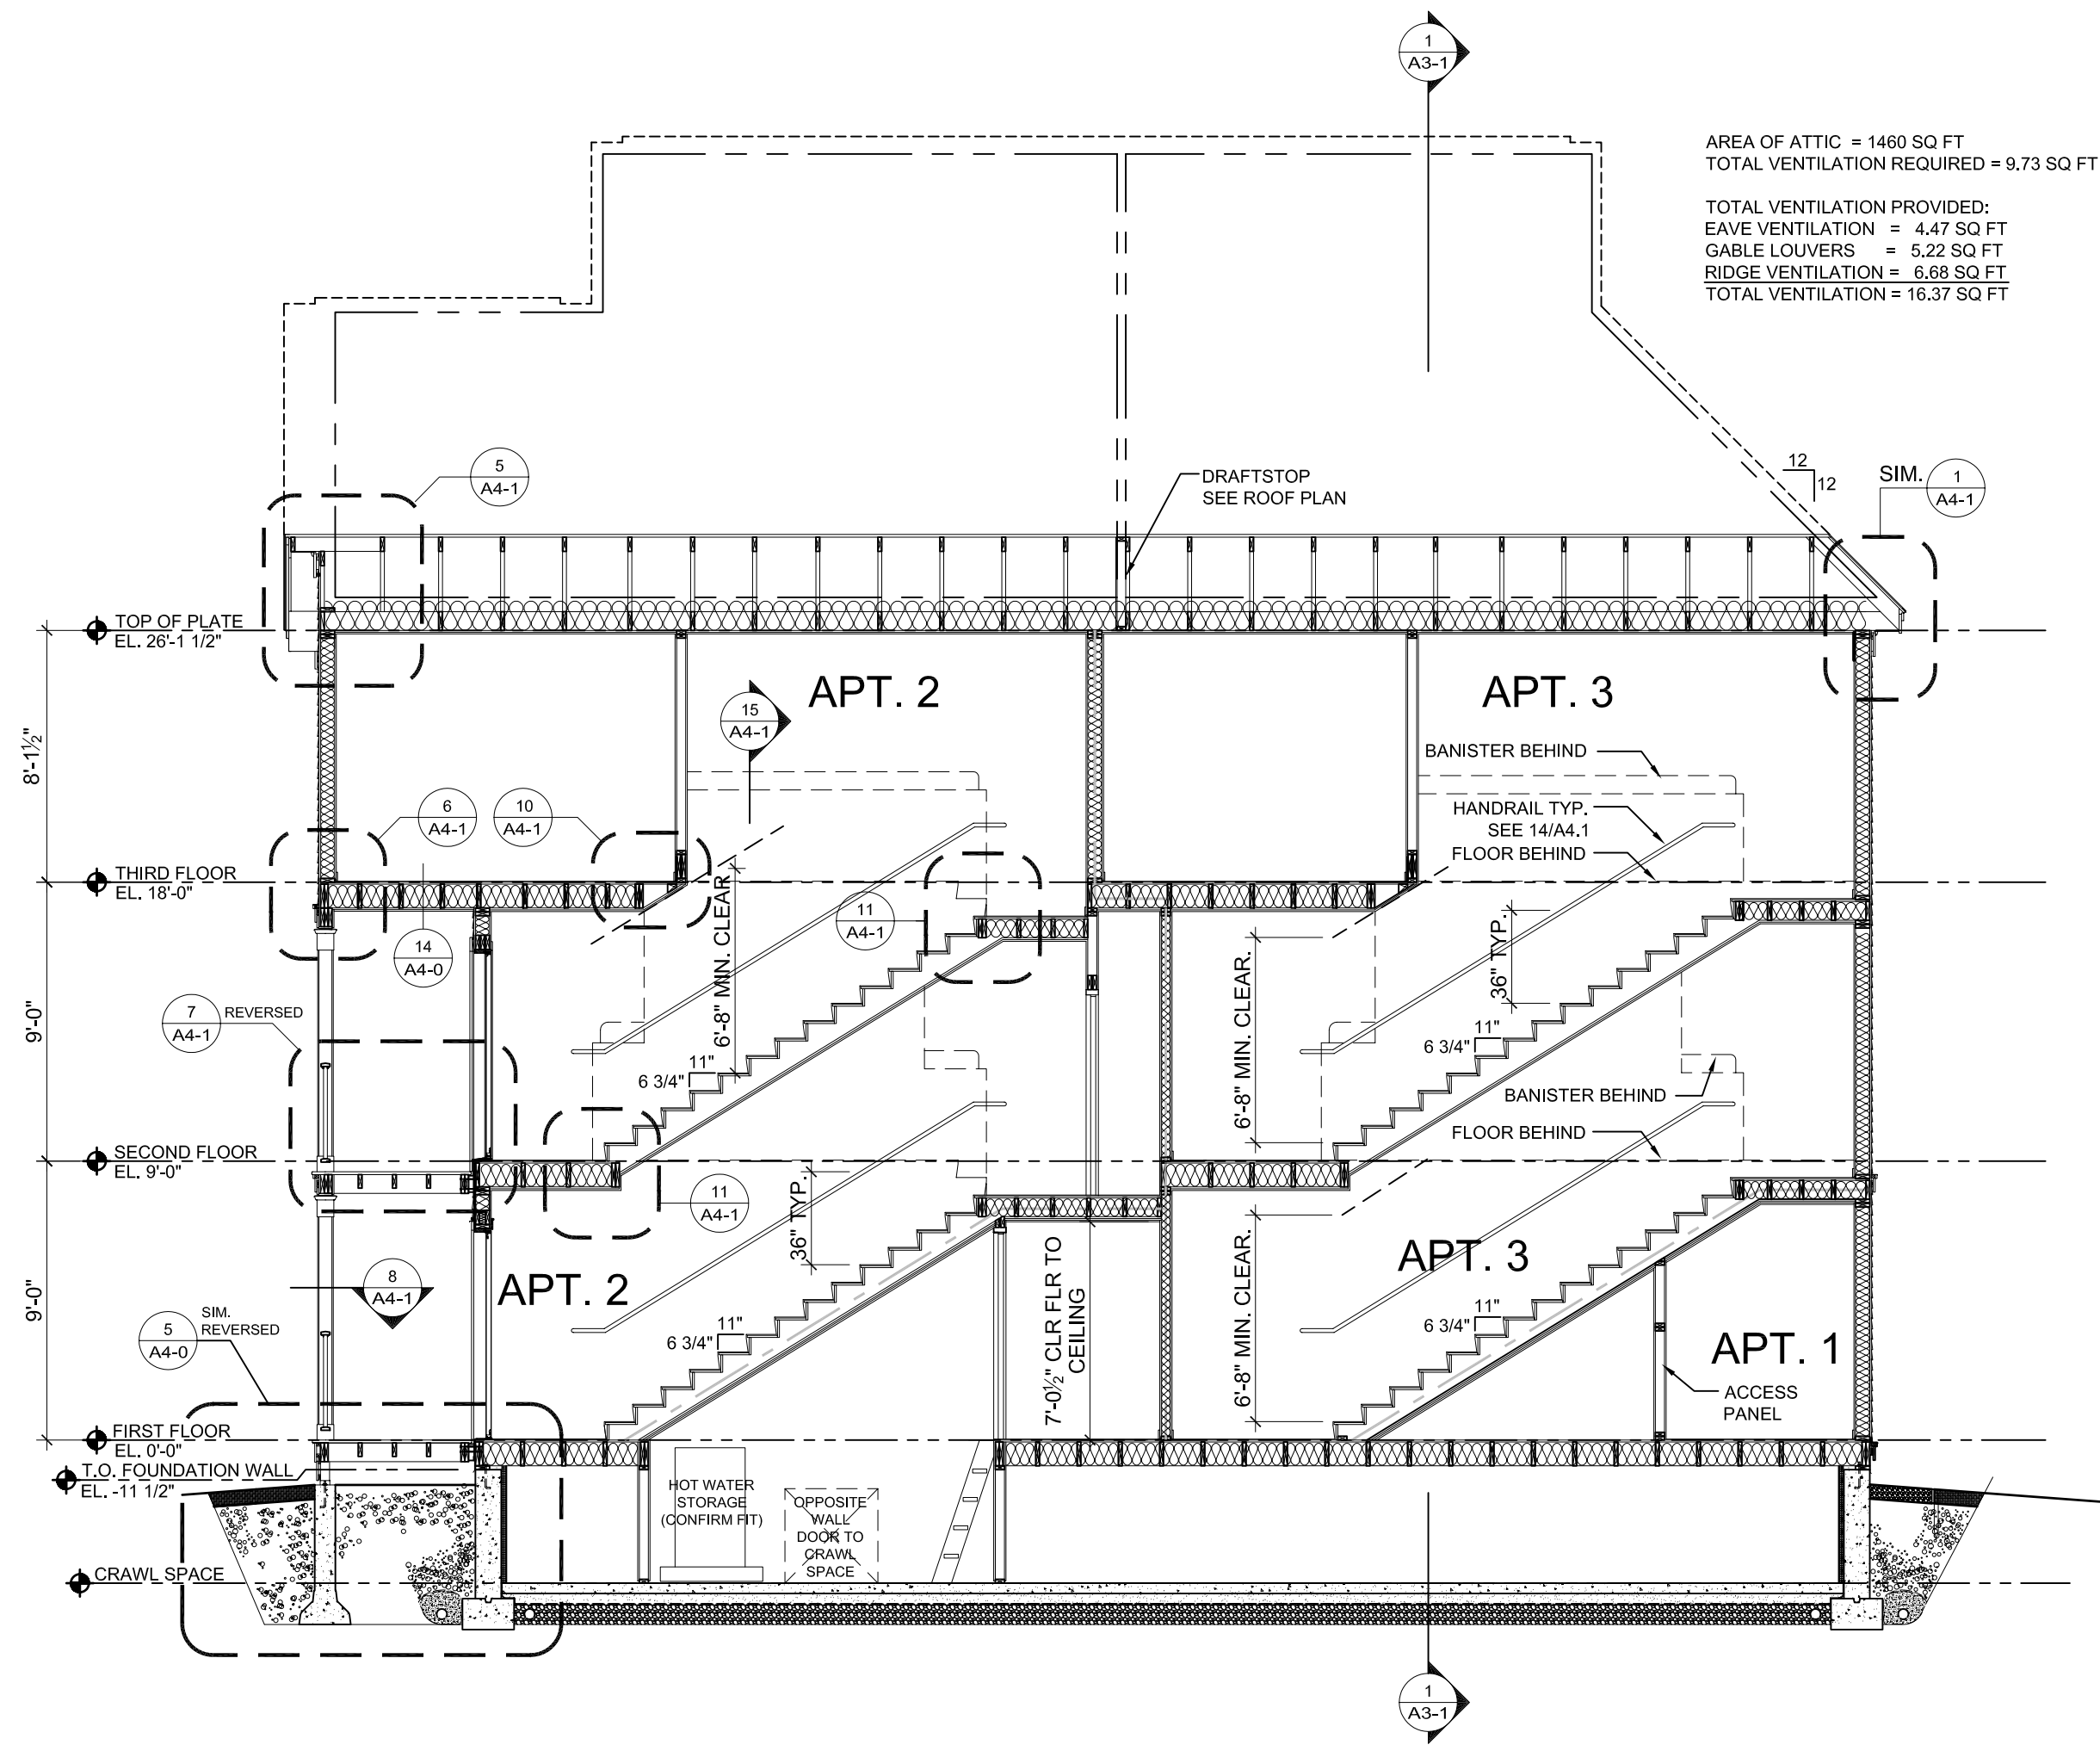 1
A3-1
AREA OF ATTIC = 1460 SQ FT
TOTAL VENTILATION REQUIRED = 9.73 SQ FT
TOTAL VENTILATION PROVIDED:
EAVE VENTILATION = 4.47 SQ FT
GABLE LOUVERS = 5.22 SQ FT
RIDGE VENTILATION = 6.68 SQ FT
TOTAL VENTILATION = 16.37 SQ FT
5
A4-1
DRAFTSTOP
SEE ROOF PLAN
12
12
SIM.
1
A4-1
TOP OF PLATE
EL. 26'-1 1/2"
8'-1½"
APT. 2
APT. 3
15
A4-1
BANISTER BEHIND
HANDRAIL TYP.
SEE 14/A4.1
FLOOR BEHIND
6
A4-1
10
A4-1
THIRD FLOOR
EL. 18'-0"
11
A4-1
14
A4-0
6'-8" MIN. CLEAR.
6'-8" MIN. CLEAR.
36" TYP.
9'-0"
7
A4-1
REVERSED
11"
6 3/4"
11"
6 3/4"
BANISTER BEHIND
FLOOR BEHIND
SECOND FLOOR
EL. 9'-0"
11
A4-1
36" TYP.
9'-0"
8
A4-1
APT. 2
7'-0½" CLR FLR TO
CEILING
6'-8" MIN. CLEAR.
APT. 3
5
A4-0
SIM.
REVERSED
11"
6 3/4"
11"
6 3/4"
APT. 1
ACCESS
PANEL
FIRST FLOOR
EL. 0'-0"
T.O. FOUNDATION WALL
EL. -11 1/2"
HOT WATER
STORAGE
(CONFIRM FIT)
OPPOSITE
WALL
DOOR TO
CRAWL
SPACE
CRAWL SPACE
1
A3-1